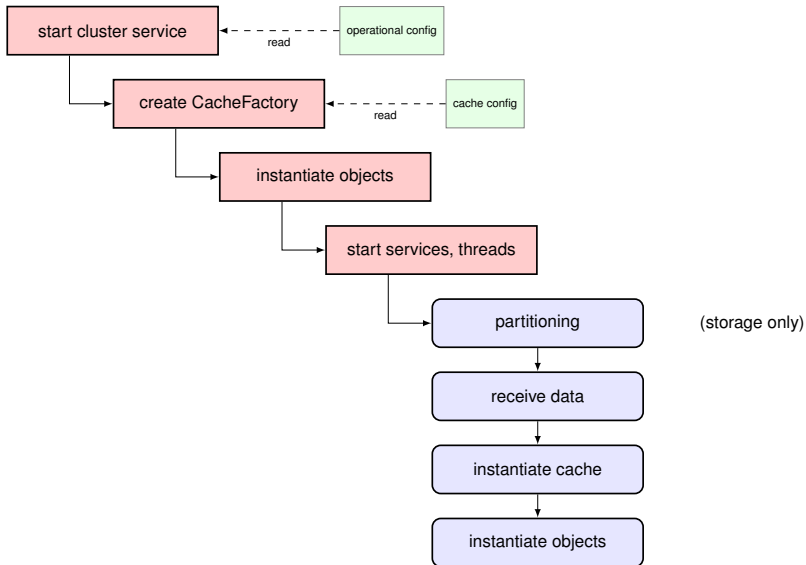 start cluster service
operational config
read
create CacheFactory
cache config
read
instantiate objects
start services, threads
partitioning
(storage only)
receive data
instantiate cache
instantiate objects